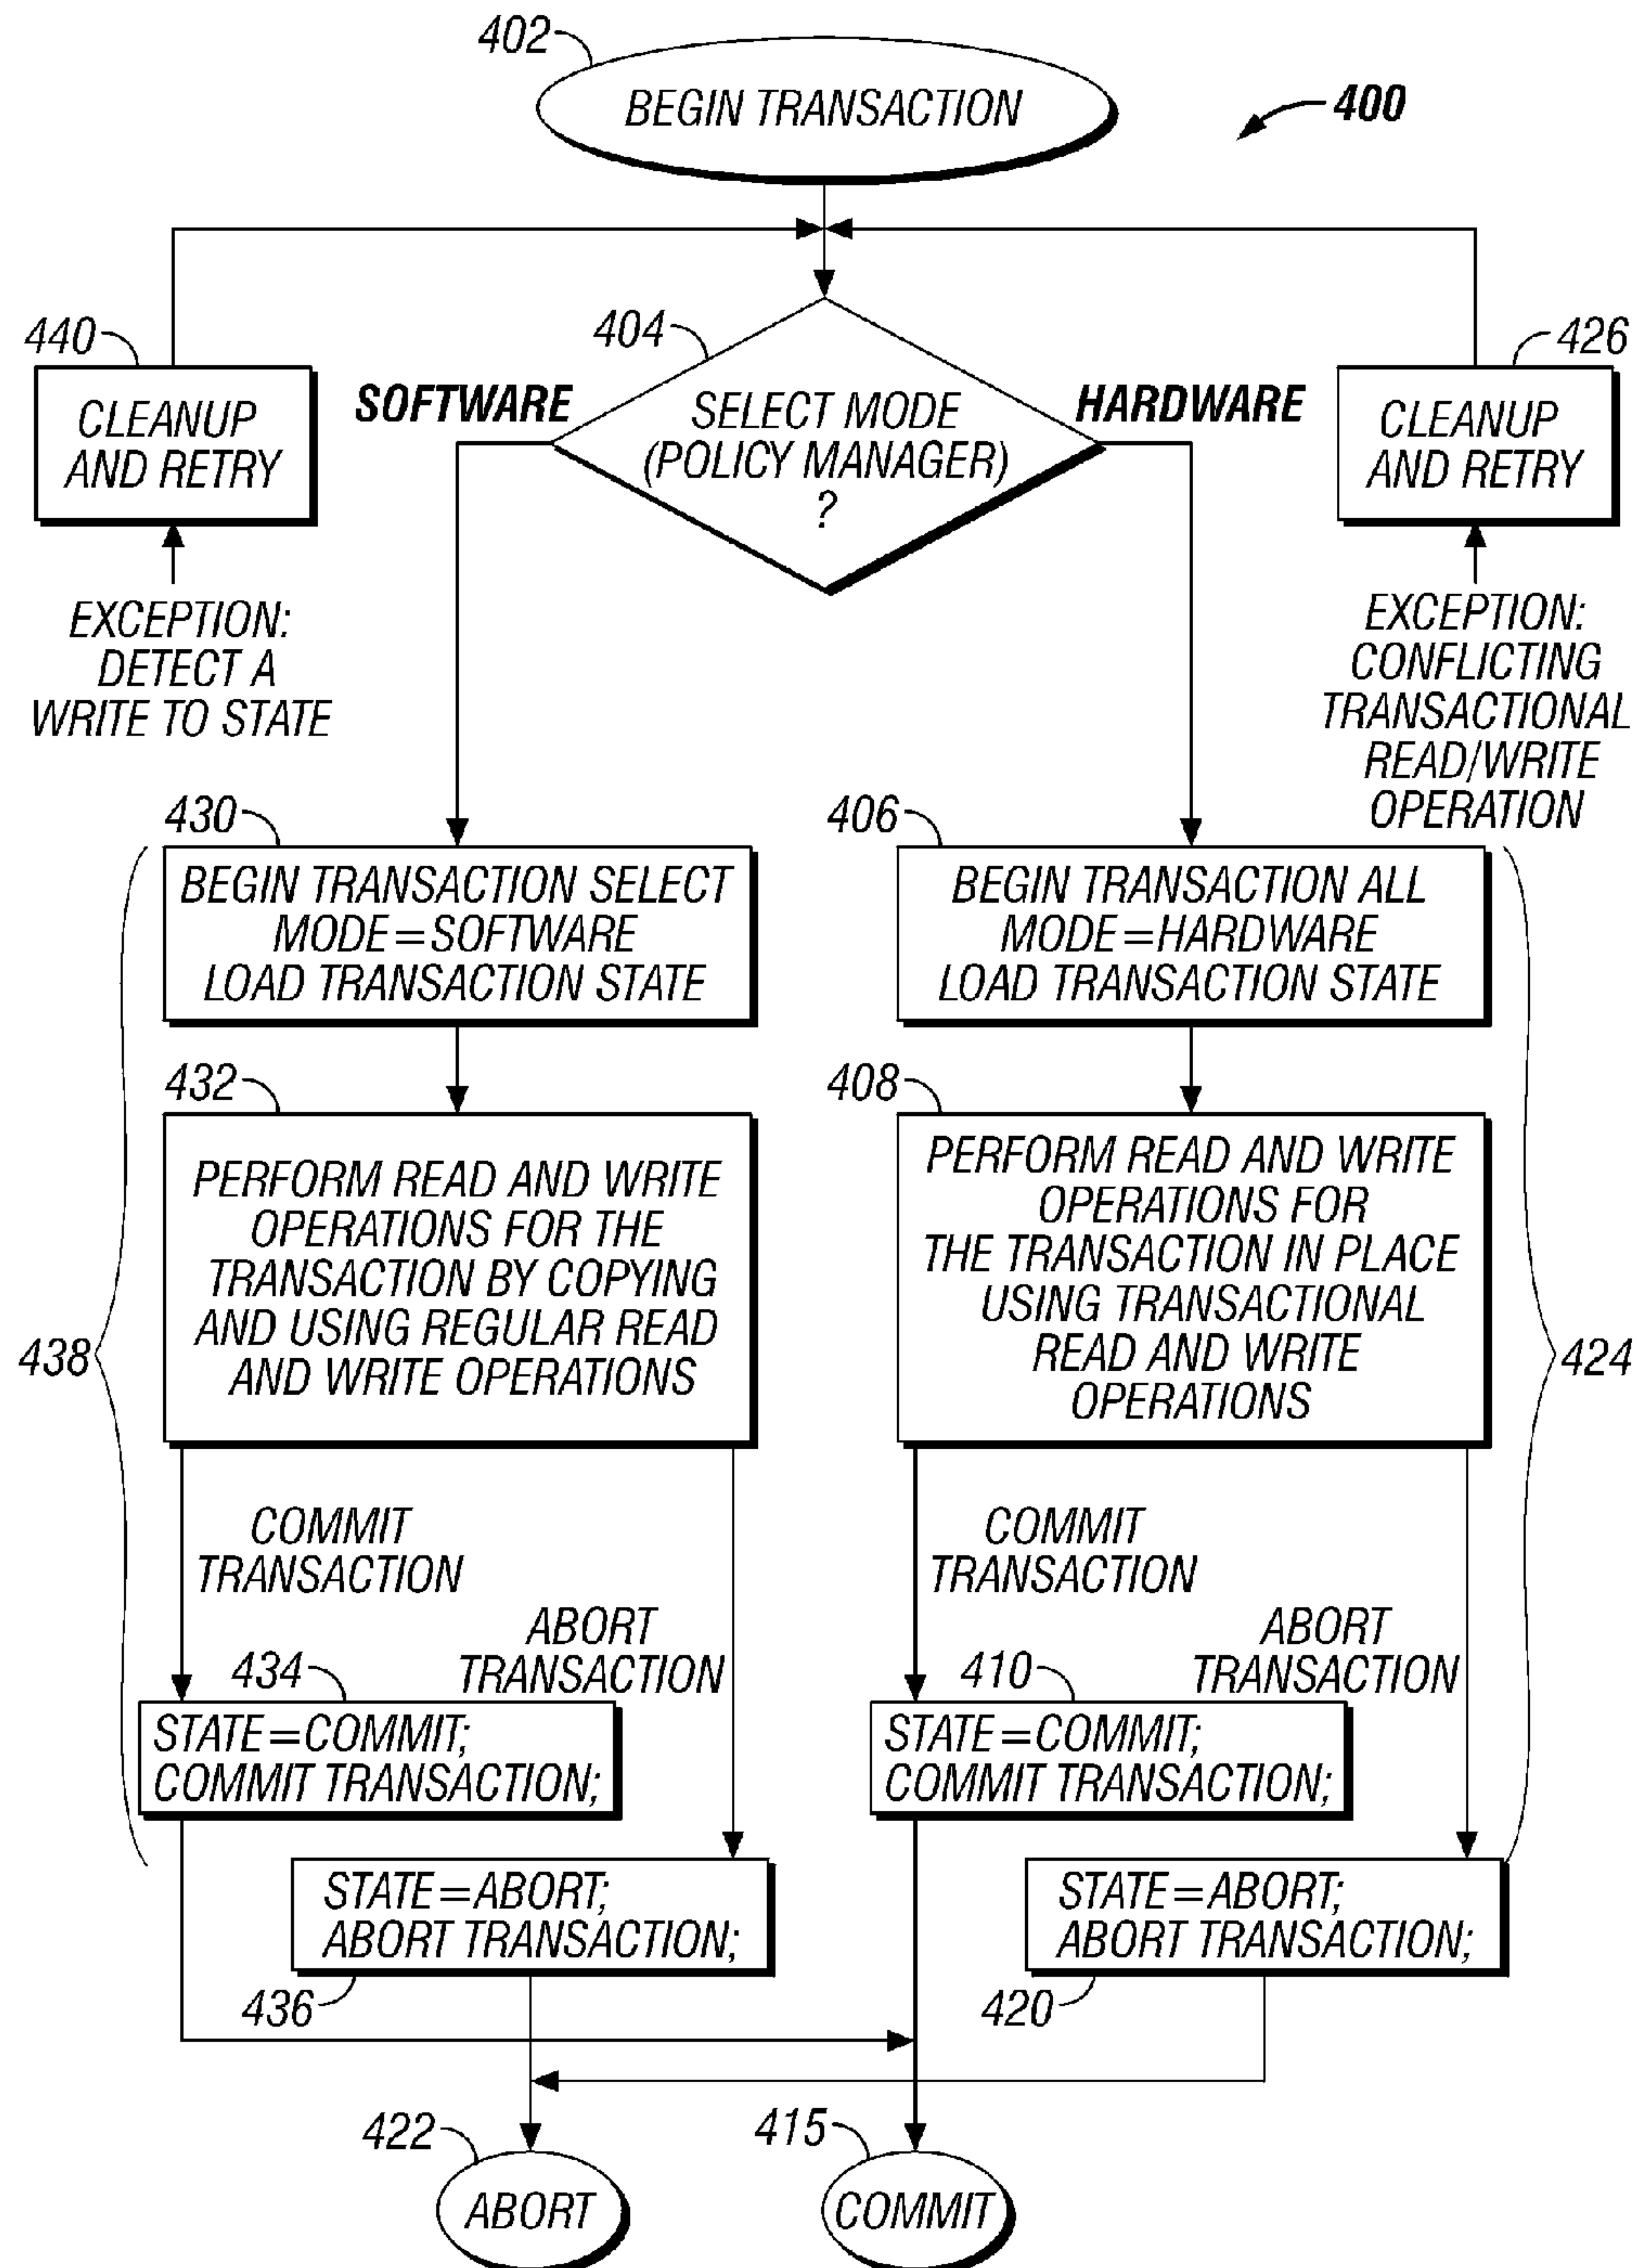 402
BEGIN TRANSACTION
400
440
CLEANUP
AND RETRY
404
SOFTWARE
SELECT MODE
(POLICY MANAGER)
?
HARDWARE
426
CLEANUP
AND RETRY
EXCEPTION:
DETECT A
WRITE TO STATE
EXCEPTION:
CONFLICTING
TRANSACTIONAL
READ/WRITE
OPERATION
430
BEGIN TRANSACTION SELECT
MODE=SOFTWARE
LOAD TRANSACTION STATE
406
BEGIN TRANSACTION ALL
MODE=HARDWARE
LOAD TRANSACTION STATE
432
PERFORM READ AND WRITE
OPERATIONS FOR THE
TRANSACTION BY COPYING
AND USING REGULAR READ
AND WRITE OPERATIONS
408
PERFORM READ AND WRITE
OPERATIONS FOR
THE TRANSACTION IN PLACE
USING TRANSACTIONAL
READ AND WRITE
OPERATIONS
438
424
COMMIT
TRANSACTION
ABORT
TRANSACTION
COMMIT
TRANSACTION
ABORT
TRANSACTION
434
STATE=COMMIT;
COMMIT TRANSACTION;
410
STATE=COMMIT;
COMMIT TRANSACTION;
STATE=ABORT;
ABORT TRANSACTION;
436
STATE=ABORT;
ABORT TRANSACTION;
420
422
ABORT
415
COMMIT